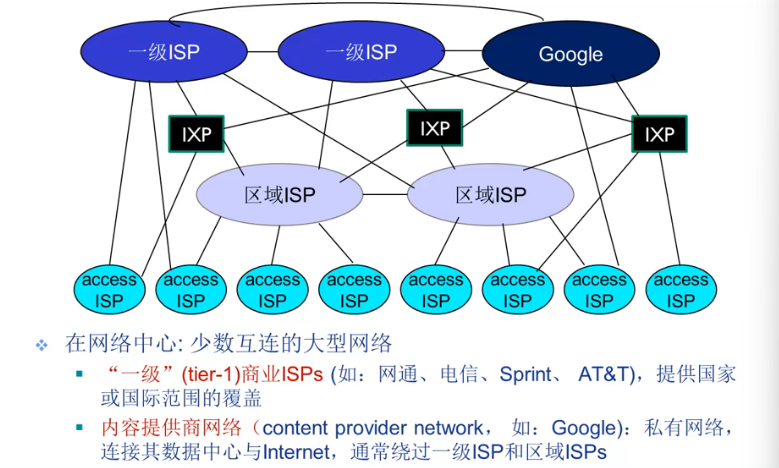 一级ISP 一级ISP Google
IXP IXP IXP
区域ISP 区域ISP
access ISP access ISP access ISP access ISP access ISP access ISP access ISP access ISP
在网络中心: 少数互连的大型网络
“一级”(tier-1)商业ISPs (如：网通、电信、Sprint、 AT&T)，提供国家
或国际范围的覆盖
内容提供商网络（content provider network， 如：Google)：私有网络，
连接其数据中心与Internet，通常绕过一级ISP和区域ISPs